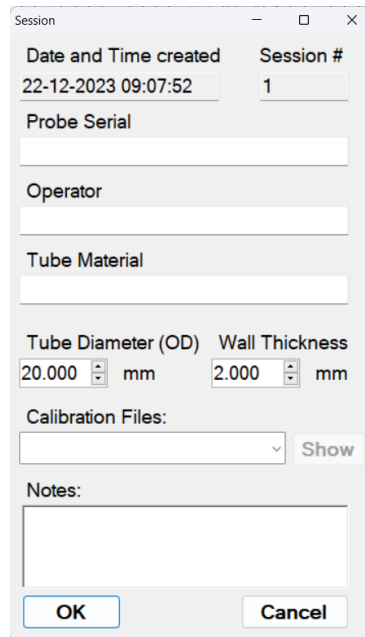 Session
Date and Time created Session #
22-12-2023 09:07:52 1
Probe Serial
Operator
Tube Material
Tube Diameter (OD) Wall Thickness
20.000 mm 2.000 mm
Calibration Files:
Show
Notes:
OK Cancel